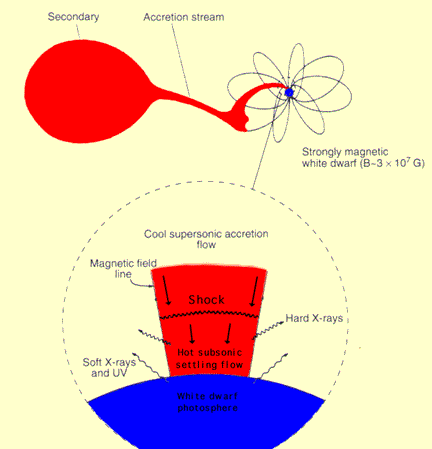 Secondary
Accretion stream
Strongly magnetic
white dwarf (B~3 × 10⁷ G)
Cool supersonic accretion
flow
Magnetic field
line
Shock
Hard X-rays
Hot subsonic
settling flow
Soft X-rays
and UV
White dwarf
photosphere